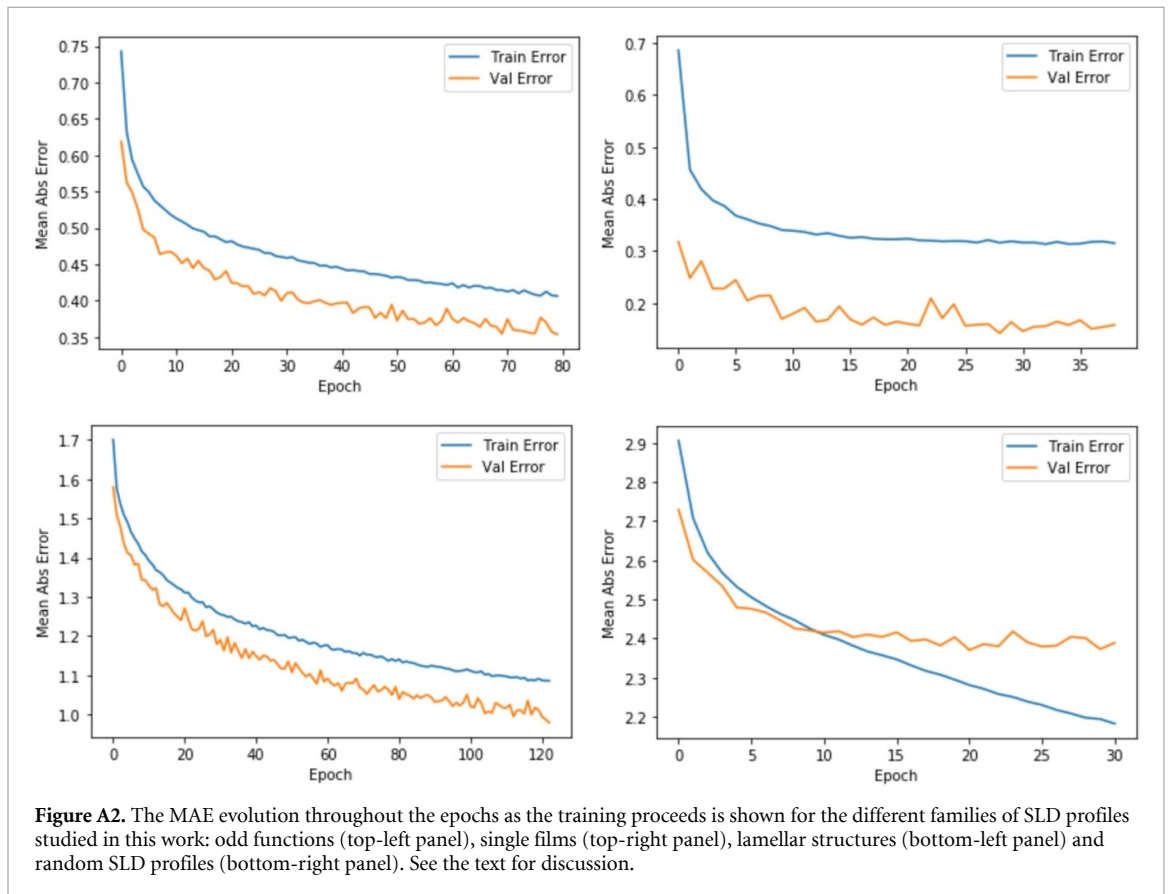 0.75
0.70
0.65
0.60
0.55
0.50
0.45
0.40
0.35
Mean Abs Error
Train Error
Val Error
0 10 20 30 40 50 60 70 80
Epoch
0.7
0.6
0.5
0.4
0.3
0.2
Mean Abs Error
Train Error
Val Error
0 5 10 15 20 25 30 35
Epoch
1.7
1.6
1.5
1.4
1.3
1.2
1.1
1.0
Mean Abs Error
Train Error
Val Error
0 20 40 60 80 100 120
Epoch
2.9
2.8
2.7
2.6
2.5
2.4
2.3
2.2
Mean Abs Error
Train Error
Val Error
0 5 10 15 20 25 30
Epoch
Figure A2. The MAE evolution throughout the epochs as the training proceeds is shown for the different families of SLD profiles
studied in this work: odd functions (top-left panel), single films (top-right panel), lamellar structures (bottom-left panel) and
random SLD profiles (bottom-right panel). See the text for discussion.